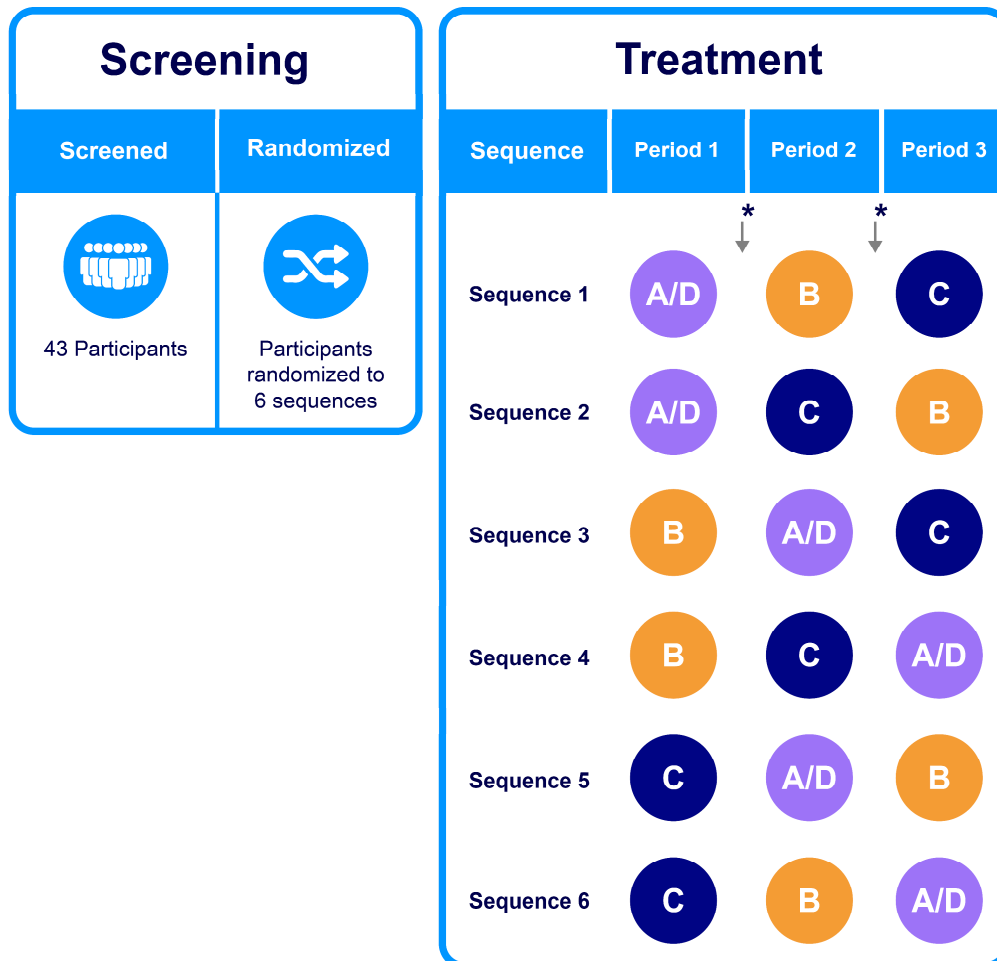 Screening
Screened Randomized
43 Participants
Participants
randomized to
6 sequences
Treatment
Sequence Period 1 Period 2 Period 3
* *
Sequence 1 A/D B C
Sequence 2 A/D C B
Sequence 3 B A/D C
Sequence 4 B C A/D
Sequence 5 C A/D B
Sequence 6 C B A/D